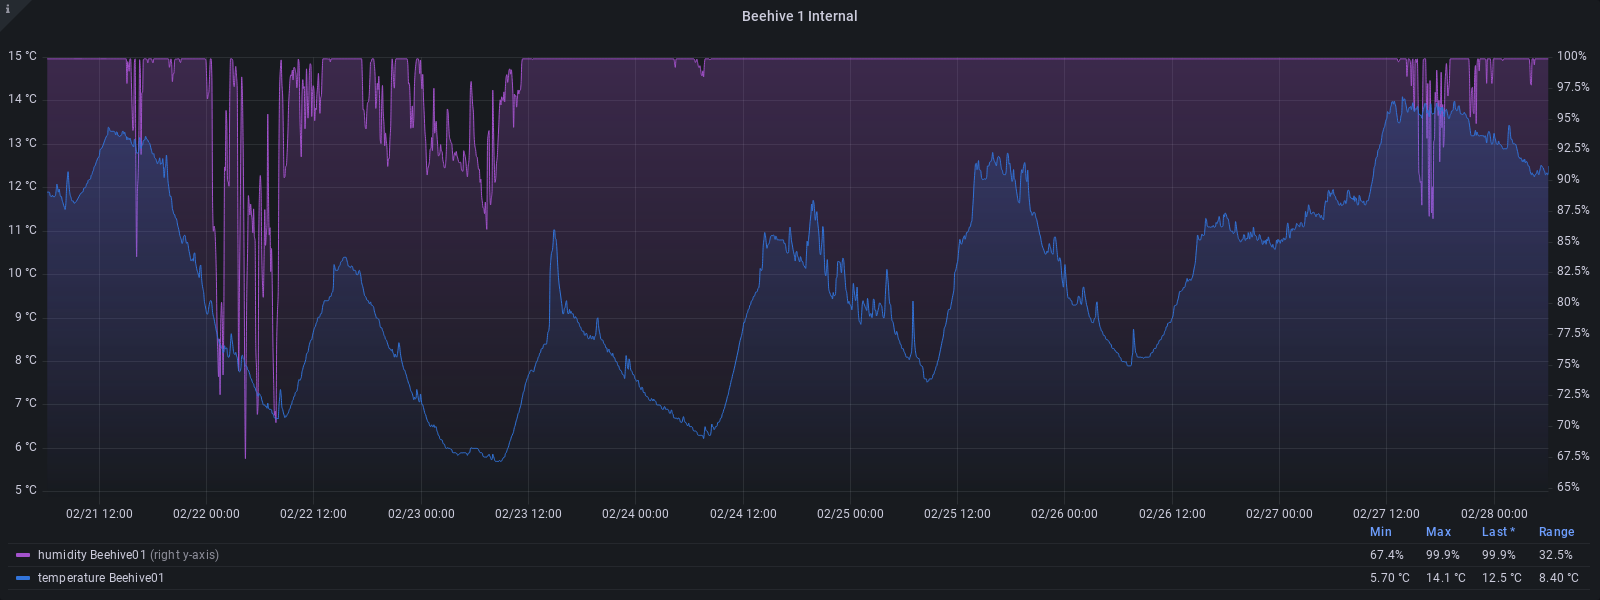 i
Beehive 1 Internal
15 °C
14 °C
13 °C
12 °C
11 °C
10 °C
9 °C
8 °C
7 °C
6 °C
5 °C
100%
97.5%
95%
92.5%
90%
87.5%
85%
82.5%
80%
77.5%
75%
72.5%
70%
67.5%
65%
02/21 12:00 02/22 00:00 02/22 12:00 02/23 00:00 02/23 12:00 02/24 00:00 02/24 12:00 02/25 00:00 02/25 12:00 02/26 00:00 02/26 12:00 02/27 00:00 02/27 12:00 02/28 00:00
Min Max Last * Range
humidity Beehive01 (right y-axis) 67.4% 99.9% 99.9% 32.5%
temperature Beehive01 5.70 °C 14.1 °C 12.5 °C 8.40 °C